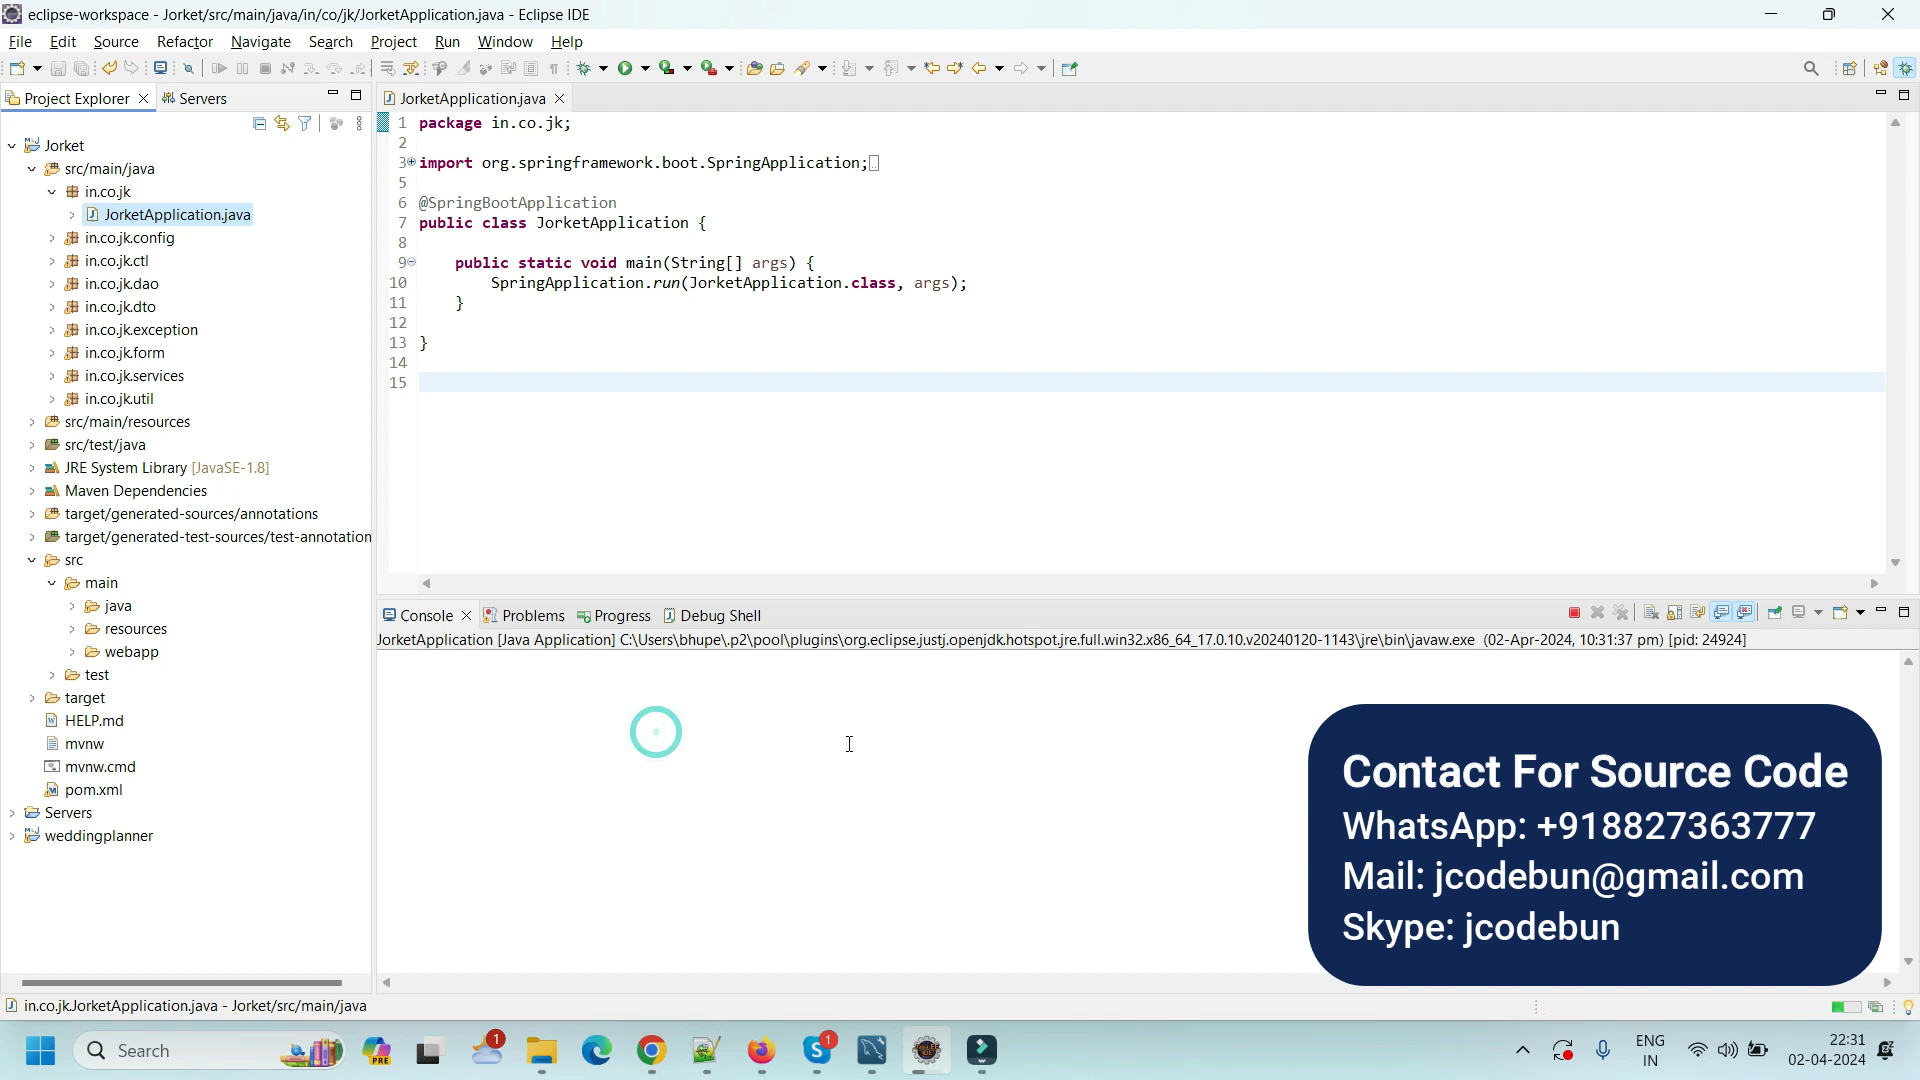 eclipse-workspace - Jorket/src/main/java/in/co/jk/JorketApplication.java - Eclipse IDE
File Edit Source Refactor Navigate Search Project Run Window Help
Project Explorer
Servers
JorketApplication.java
Jorket
src/main/java
in.co.jk
JorketApplication.java
in.co.jk.config
in.co.jk.ctl
in.co.jk.dao
in.co.jk.dto
in.co.jk.exception
in.co.jk.form
in.co.jk.services
in.co.jk.util
src/main/resources
src/test/java
JRE System Library [JavaSE-1.8]
Maven Dependencies
target/generated-sources/annotations
target/generated-test-sources/test-annotation
src
main
java
resources
webapp
test
target
HELP.md
mvnw
mvnw.cmd
pom.xml
Servers
weddingplanner
1 package in.co.jk;
2
3 import org.springframework.boot.SpringApplication;
5
6 @SpringBootApplication
7 public class JorketApplication {
8
9 public static void main(String[] args) {
10 SpringApplication.run(JorketApplication.class, args);
11 }
12
13 }
14
15
Console Problems Progress Debug Shell
JorketApplication [Java Application] C:\Users\bhupe\.p2\pool\plugins\org.eclipse.justj.openjdk.hotspot.jre.full.win32.x86_64_17.0.10.v20240120-1143\jre\bin\javaw.exe (02-Apr-2024, 10:31:37 pm) [pid: 24924]
Contact For Source Code
WhatsApp: +918827363777
Mail: jcodebun@gmail.com
Skype: jcodebun
in.co.jk.JorketApplication.java - Jorket/src/main/java
Search
PRE
1
1
ENG
IN
22:31
02-04-2024